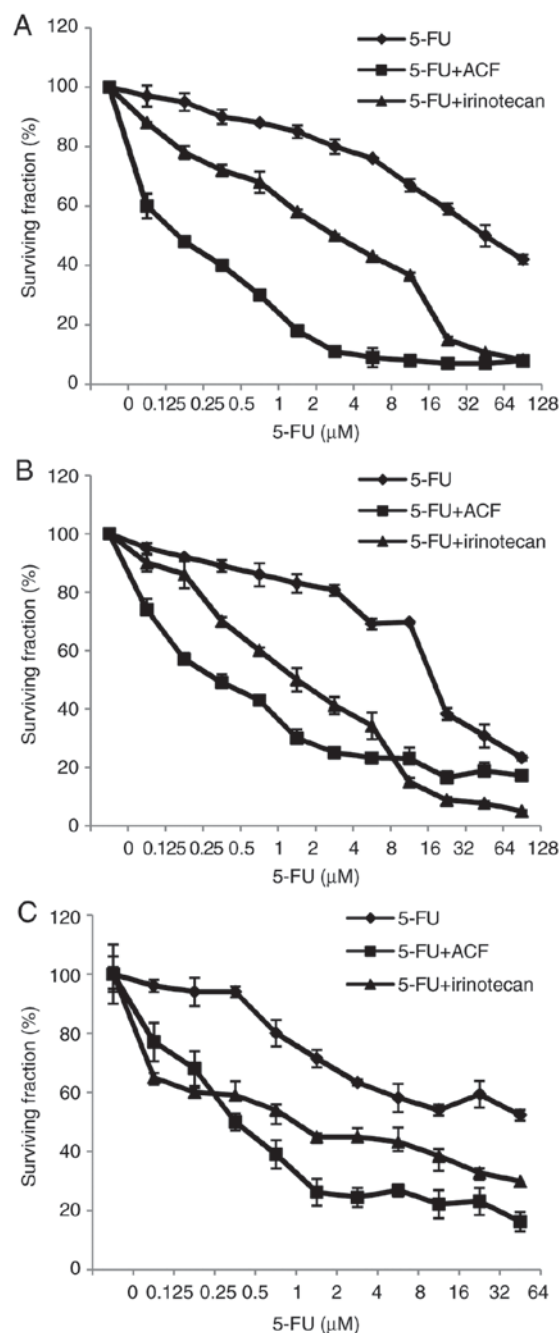 A
120
100
80
60
40
20
0
Surviving fraction (%)
5-FU
5-FU+ACF
5-FU+irinotecan
0 0.125 0.25 0.5 1 2 4 8 16 32 64 128
5-FU (μM)
B
120
100
80
60
40
20
0
Surviving fraction (%)
5-FU
5-FU+ACF
5-FU+irinotecan
0 0.125 0.25 0.5 1 2 4 8 16 32 64 128
5-FU (μM)
C
120
100
80
60
40
20
0
Surviving fraction (%)
5-FU
5-FU+ACF
5-FU+irinotecan
0 0.125 0.25 0.5 1 2 4 8 16 32 64
5-FU (μM)